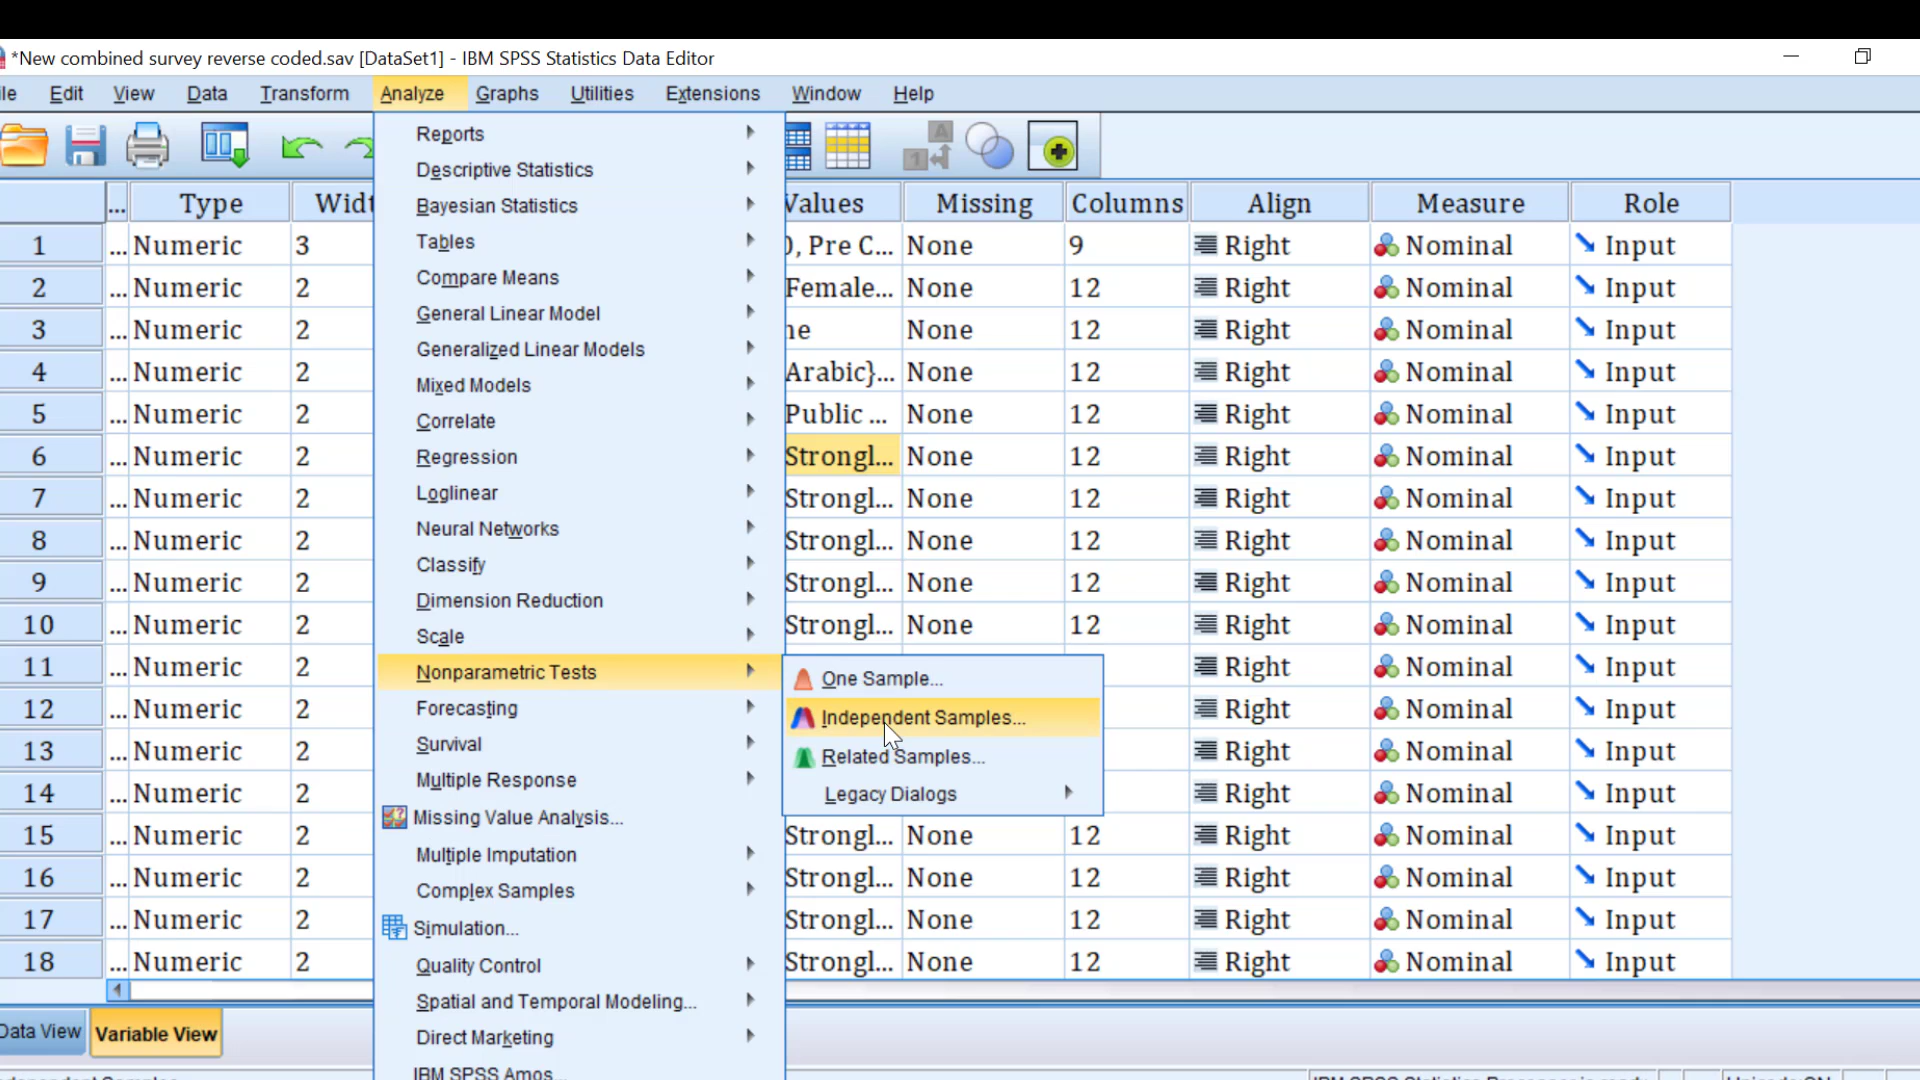 *New combined survey reverse coded.sav [DataSet1] - IBM SPSS Statistics Data Editor
Edit View Data Transform Analyze Graphs Utilities Extensions Window Help
... Type Values Missing Columns Align Measure Role
1 ... Numeric 3 0, Pre C... None 9 Right Nominal Input
2 ... Numeric 2 Female... None 12 Right Nominal Input
3 ... Numeric 2 None 12 Right Nominal Input
4 ... Numeric 2 Arabic}... None 12 Right Nominal Input
5 ... Numeric 2 Public ... None 12 Right Nominal Input
6 ... Numeric 2 Strongl... None 12 Right Nominal Input
7 ... Numeric 2 Strongl... None 12 Right Nominal Input
8 ... Numeric 2 Strongl... None 12 Right Nominal Input
9 ... Numeric 2 Strongl... None 12 Right Nominal Input
10 ... Numeric 2 Strongl... None 12 Right Nominal Input
11 ... Numeric 2 Right Nominal Input
12 ... Numeric 2 Right Nominal Input
13 ... Numeric 2 Right Nominal Input
14 ... Numeric 2 Right Nominal Input
15 ... Numeric 2 Strongl... None 12 Right Nominal Input
16 ... Numeric 2 Strongl... None 12 Right Nominal Input
17 ... Numeric 2 Strongl... None 12 Right Nominal Input
18 ... Numeric 2 Strongl... None 12 Right Nominal Input
Reports
Descriptive Statistics
Bayesian Statistics
Tables
Compare Means
General Linear Model
Generalized Linear Models
Mixed Models
Correlate
Regression
Loglinear
Neural Networks
Classify
Dimension Reduction
Scale
Nonparametric Tests
Forecasting
Survival
Multiple Response
Missing Value Analysis...
Multiple Imputation
Complex Samples
Simulation...
Quality Control
Spatial and Temporal Modeling...
Direct Marketing
IBM SPSS Amos...
One Sample...
Independent Samples...
Related Samples...
Legacy Dialogs
Data View Variable View